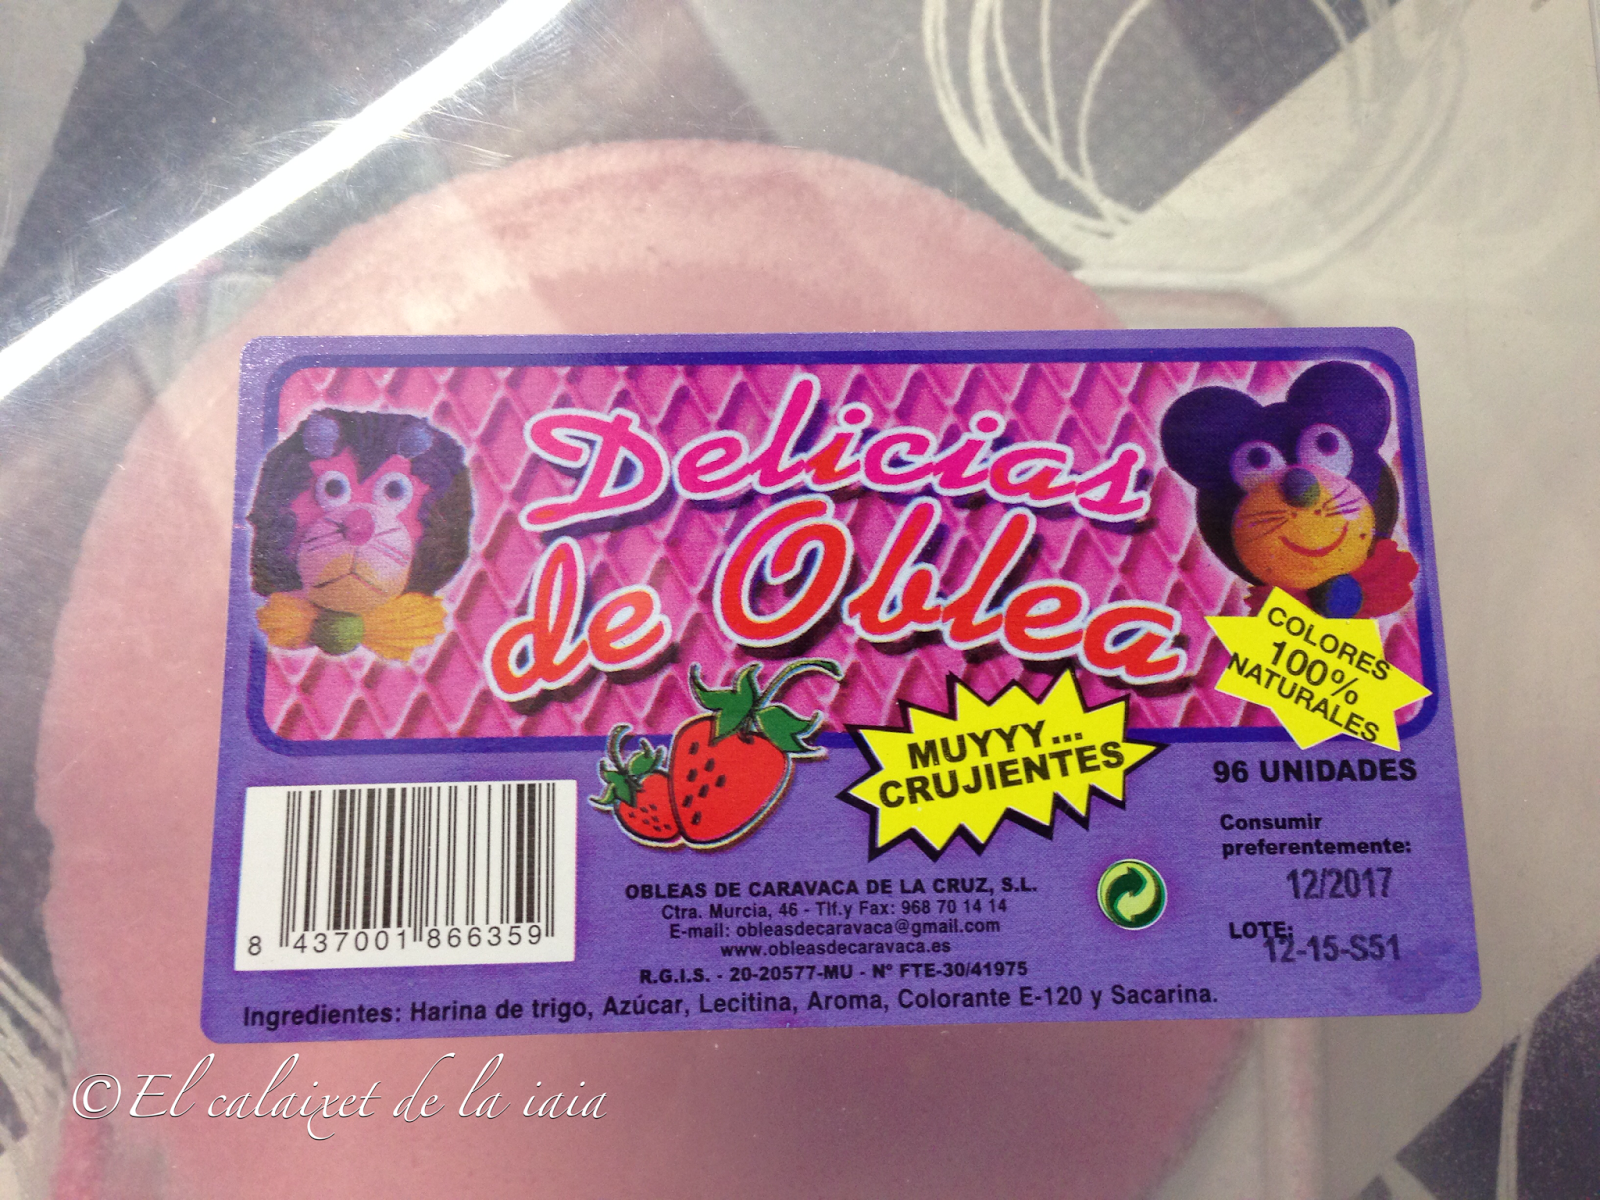 Delicias
de Oblea
COLORES
100%
NATURALES
MUYYY...
CRUJIENTES
96 UNIDADES
Consumir
preferentemente:
12/2017
LOTE:
12-15-S51
8 437001 866359
OBLEAS DE CARAVACA DE LA CRUZ, S.L.
Ctra. Murcia, 46 - Tlf.y Fax: 968 70 14 14
E-mail: obleasdecaravaca@gmail.com
www.obleasdecaravaca.es
R.G.I.S. - 20-20577-MU - Nº FTE-30/41975
Ingredientes: Harina de trigo, Azúcar, Lecitina, Aroma, Colorante E-120 y Sacarina.
©El calaixet de la iaia